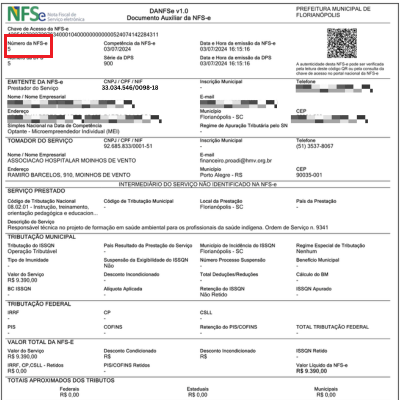 NFSe Nota Fiscal de Serviço eletrônica
DANFSe v1.0
Documento Auxiliar da NFS-e
PREFEITURA MUNICIPAL DE FLORIANÓPOLIS
Chave de Acesso da NFS-e
Número da NFS-e
5
Competência da NFS-e
03/07/2024
Data e Hora da emissão da NFS-e
03/07/2024 16:15:16
5
Série da DPS
900
Data e Hora da emissão da DPS
03/07/2024 16:15:16
A autenticidade desta NFS-e pode ser verificada
pela leitura deste código QR ou pela consulta da
chave de acesso no portal nacional da NFS-e
EMITENTE DA NFS-e
Prestador do Serviço
CNPJ / CPF / NIF
33.034.546/0098-18
Inscrição Municipal
-
Telefone
Nome / Nome Empresarial
E-mail
Endereço
Município
Florianópolis - SC
CEP
Simples Nacional na Data de Competência
Optante - Microempreendedor Individual (MEI)
Regime de Apuração Tributária pelo SN
-
TOMADOR DO SERVIÇO
CNPJ / CPF / NIF
92.685.833/0001-51
Inscrição Municipal
-
Telefone
(51) 3537-8067
Nome / Nome Empresarial
ASSOCIACAO HOSPITALAR MOINHOS DE VENTO
E-mail
financeiro.proadi@hmv.org.br
Endereço
RAMIRO BARCELOS, 910, MOINHOS DE VENTO
Município
Porto Alegre - RS
CEP
90035-001
INTERMEDIÁRIO DO SERVIÇO NÃO IDENTIFICADO NA NFS-e
SERVIÇO PRESTADO
Código de Tributação Nacional
08.02.01 - Instrução, treinamento,
orientação pedagógica e educacion...
Código de Tributação Municipal
-
Local da Prestação
Florianópolis - SC
País da Prestação
-
Descrição do Serviço
Responsável técnica no projeto de formação em saúde ambiental para os profissionais da saúde indígena. Ordem de Serviço n. 9341
TRIBUTAÇÃO MUNICIPAL
Tributação do ISSQN
Operação Tributável
País Resultado da Prestação do Serviço
-
Município de Incidência do ISSQN
Florianópolis - SC
Regime Especial de Tributação
Nenhum
Tipo de Imunidade
-
Suspensão da Exigibilidade do ISSQN
Não
Número Processo Suspensão
-
Benefício Municipal
-
Valor do Serviço
R$ 9.390,00
Desconto Incondicionado
-
Total Deduções/Reduções
-
Cálculo do BM
-
BC ISSQN
-
Alíquota Aplicada
-
Retenção do ISSQN
Não Retido
ISSQN Apurado
-
TRIBUTAÇÃO FEDERAL
IRRF
-
CP
-
CSLL
-
PIS
-
COFINS
-
Retenção do PIS/COFINS
-
TOTAL TRIBUTAÇÃO FEDERAL
-
VALOR TOTAL DA NFS-E
Valor do Serviço
R$ 9.390,00
Desconto Condicionado
R$
Desconto Incondicionado
R$
ISSQN Retido
-
IRRF, CP,CSLL - Retidos
R$ 0,00
PIS/COFINS Retidos
-
Valor Líquido da NFS-e
R$ 9.390,00
TOTAIS APROXIMADOS DOS TRIBUTOS
Federais
R$ 0,00
Estaduais
R$ 0,00
Municipais
R$ 0,00